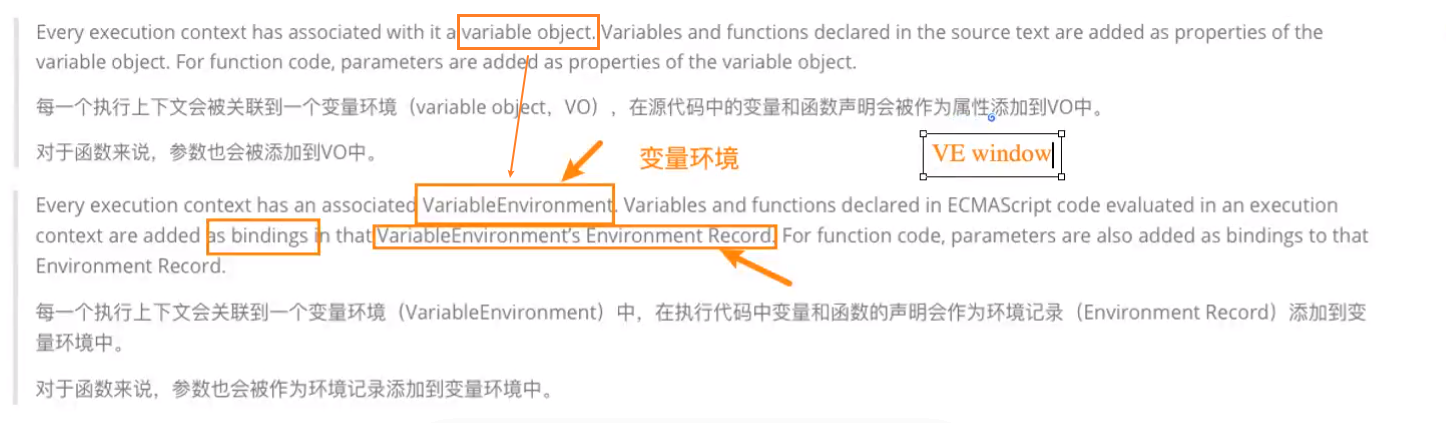 Every execution context has associated with it a variable object. Variables and functions declared in the source text are added as properties of the
variable object. For function code, parameters are added as properties of the variable object.
每一个执行上下文会被关联到一个变量环境（variable object，VO），在源代码中的变量和函数声明会被作为属性添加到VO中。
对于函数来说，参数也会被添加到VO中。
变量环境
VE window
Every execution context has an associated VariableEnvironment. Variables and functions declared in ECMAScript code evaluated in an execution
context are added as bindings in that VariableEnvironment's Environment Record. For function code, parameters are also added as bindings to that
Environment Record.
每一个执行上下文会关联到一个变量环境（VariableEnvironment）中，在执行代码中变量和函数的声明会作为环境记录（Environment Record）添加到变
量环境中。
对于函数来说，参数也会被作为环境记录添加到变量环境中。